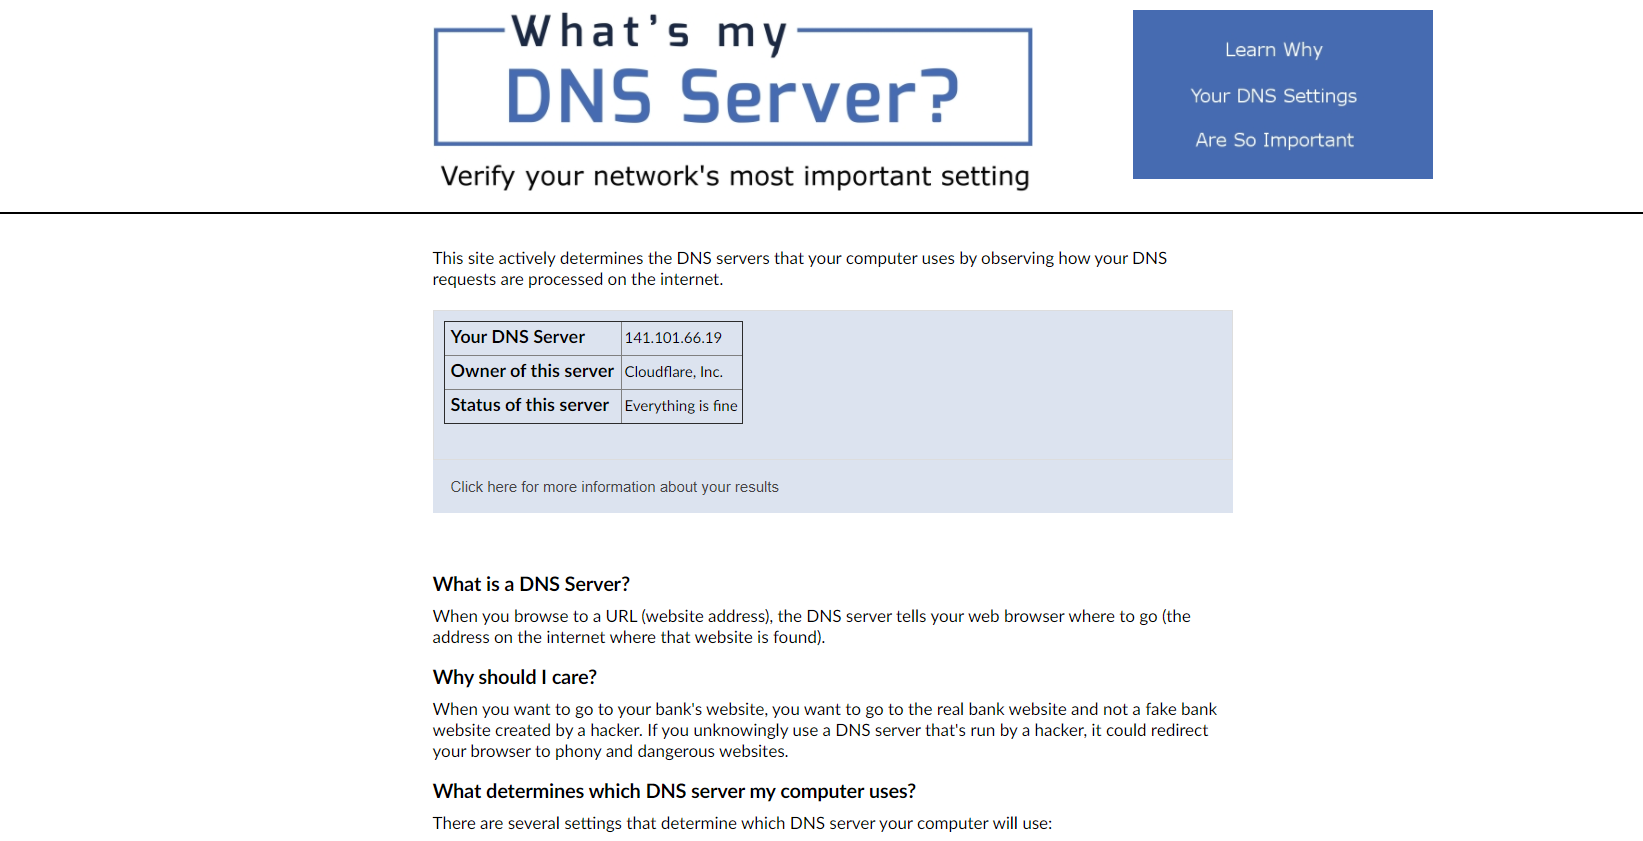 What's my
DNS Server?
Verify your network's most important setting
Learn Why
Your DNS Settings
Are So Important
This site actively determines the DNS servers that your computer uses by observing how your DNS
requests are processed on the internet.
Your DNS Server 141.101.66.19
Owner of this server Cloudflare, Inc.
Status of this server Everything is fine
Click here for more information about your results
What is a DNS Server?
When you browse to a URL (website address), the DNS server tells your web browser where to go (the
address on the internet where that website is found).
Why should I care?
When you want to go to your bank's website, you want to go to the real bank website and not a fake bank
website created by a hacker. If you unknowingly use a DNS server that's run by a hacker, it could redirect
your browser to phony and dangerous websites.
What determines which DNS server my computer uses?
There are several settings that determine which DNS server your computer will use: